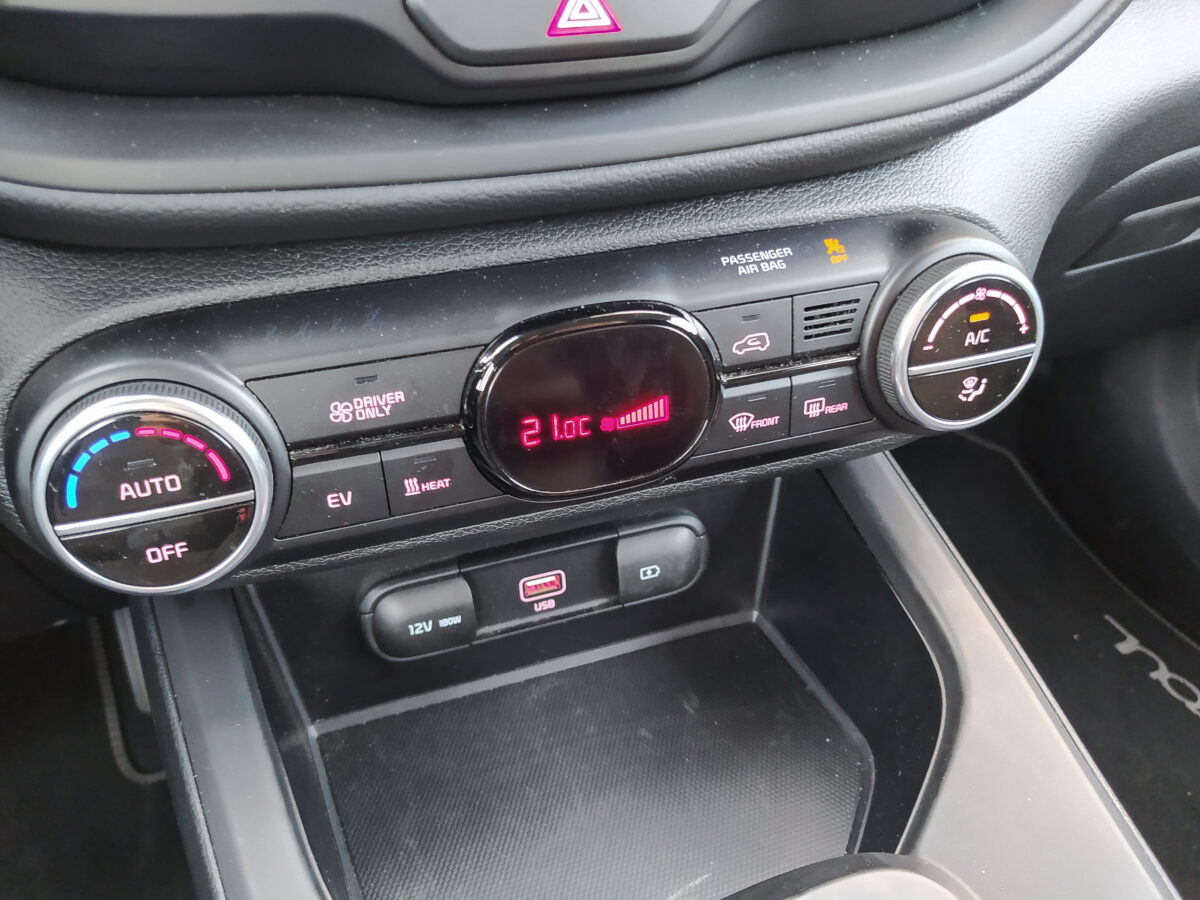 PASSENGER
AIR BAG
OFF
- +
A/C
DRIVER
ONLY
21.0C
FRONT
REAR
AUTO
OFF
EV
HEAT
12V 180W
USB